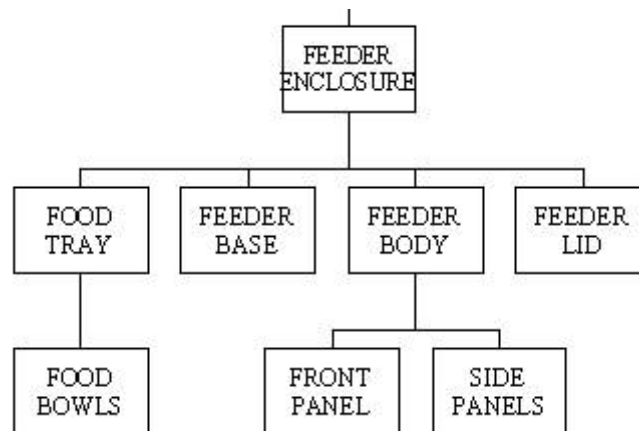 FEEDER
ENCLOSURE
FOOD
TRAY
FEEDER
BASE
FEEDER
BODY
FEEDER
LID
FOOD
BOWLS
FRONT
PANEL
SIDE
PANELS